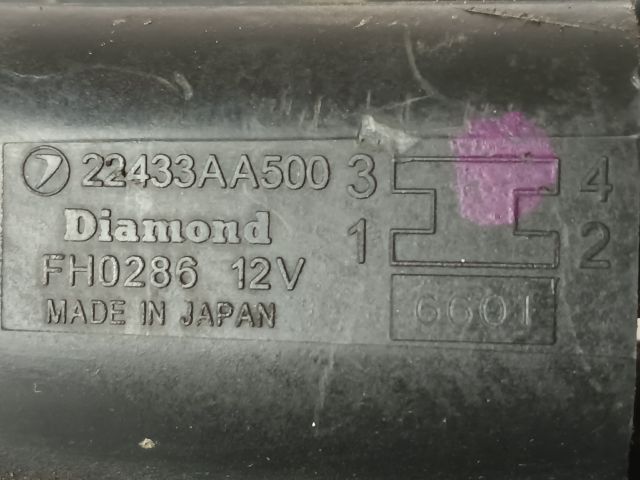 22433AA500
Diamond
FH0286 12V
MADE IN JAPAN
3 4
1 2
6601